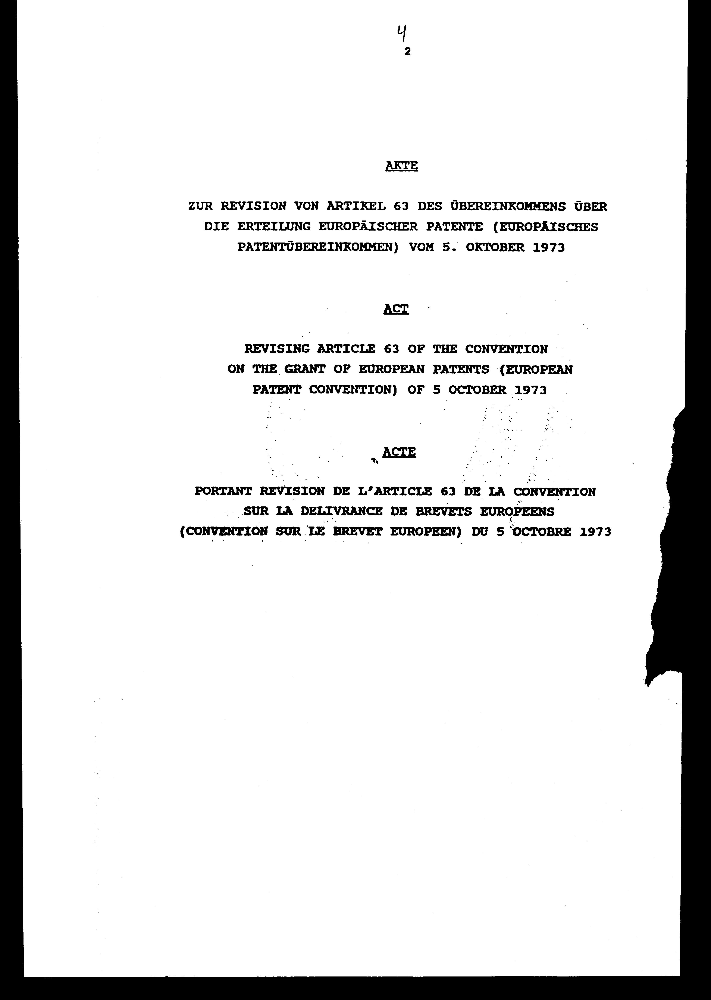 4
2
AKTE
ZUR REVISION VON ARTIKEL 63 DES ÜBEREINKOMMENS ÜBER
DIE ERTEILUNG EUROPÄISCHER PATENTE (EUROPÄISCHES
PATENTÜBEREINKOMMEN) VOM 5. OKTOBER 1973
ACT
REVISING ARTICLE 63 OF THE CONVENTION
ON THE GRANT OF EUROPEAN PATENTS (EUROPEAN
PATENT CONVENTION) OF 5 OCTOBER 1973
ACTE
PORTANT REVISION DE L'ARTICLE 63 DE LA CONVENTION
SUR LA DELIVRANCE DE BREVETS EUROPEENS
(CONVENTION SUR LE BREVET EUROPEEN) DU 5 OCTOBRE 1973